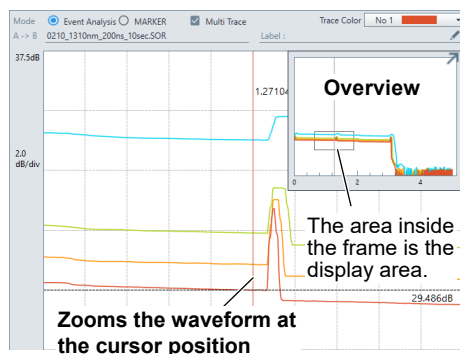 Mode Event Analysis MARKER Multi Trace Trace Color No 1
A -> B 0210_1310nm_200ns_10sec.SOR Label :
37.5dB
1.27104
Overview
2.0
dB/div
0 2 4
The area inside
the frame is the
display area.
29.486dB
Zooms the waveform at
the cursor position